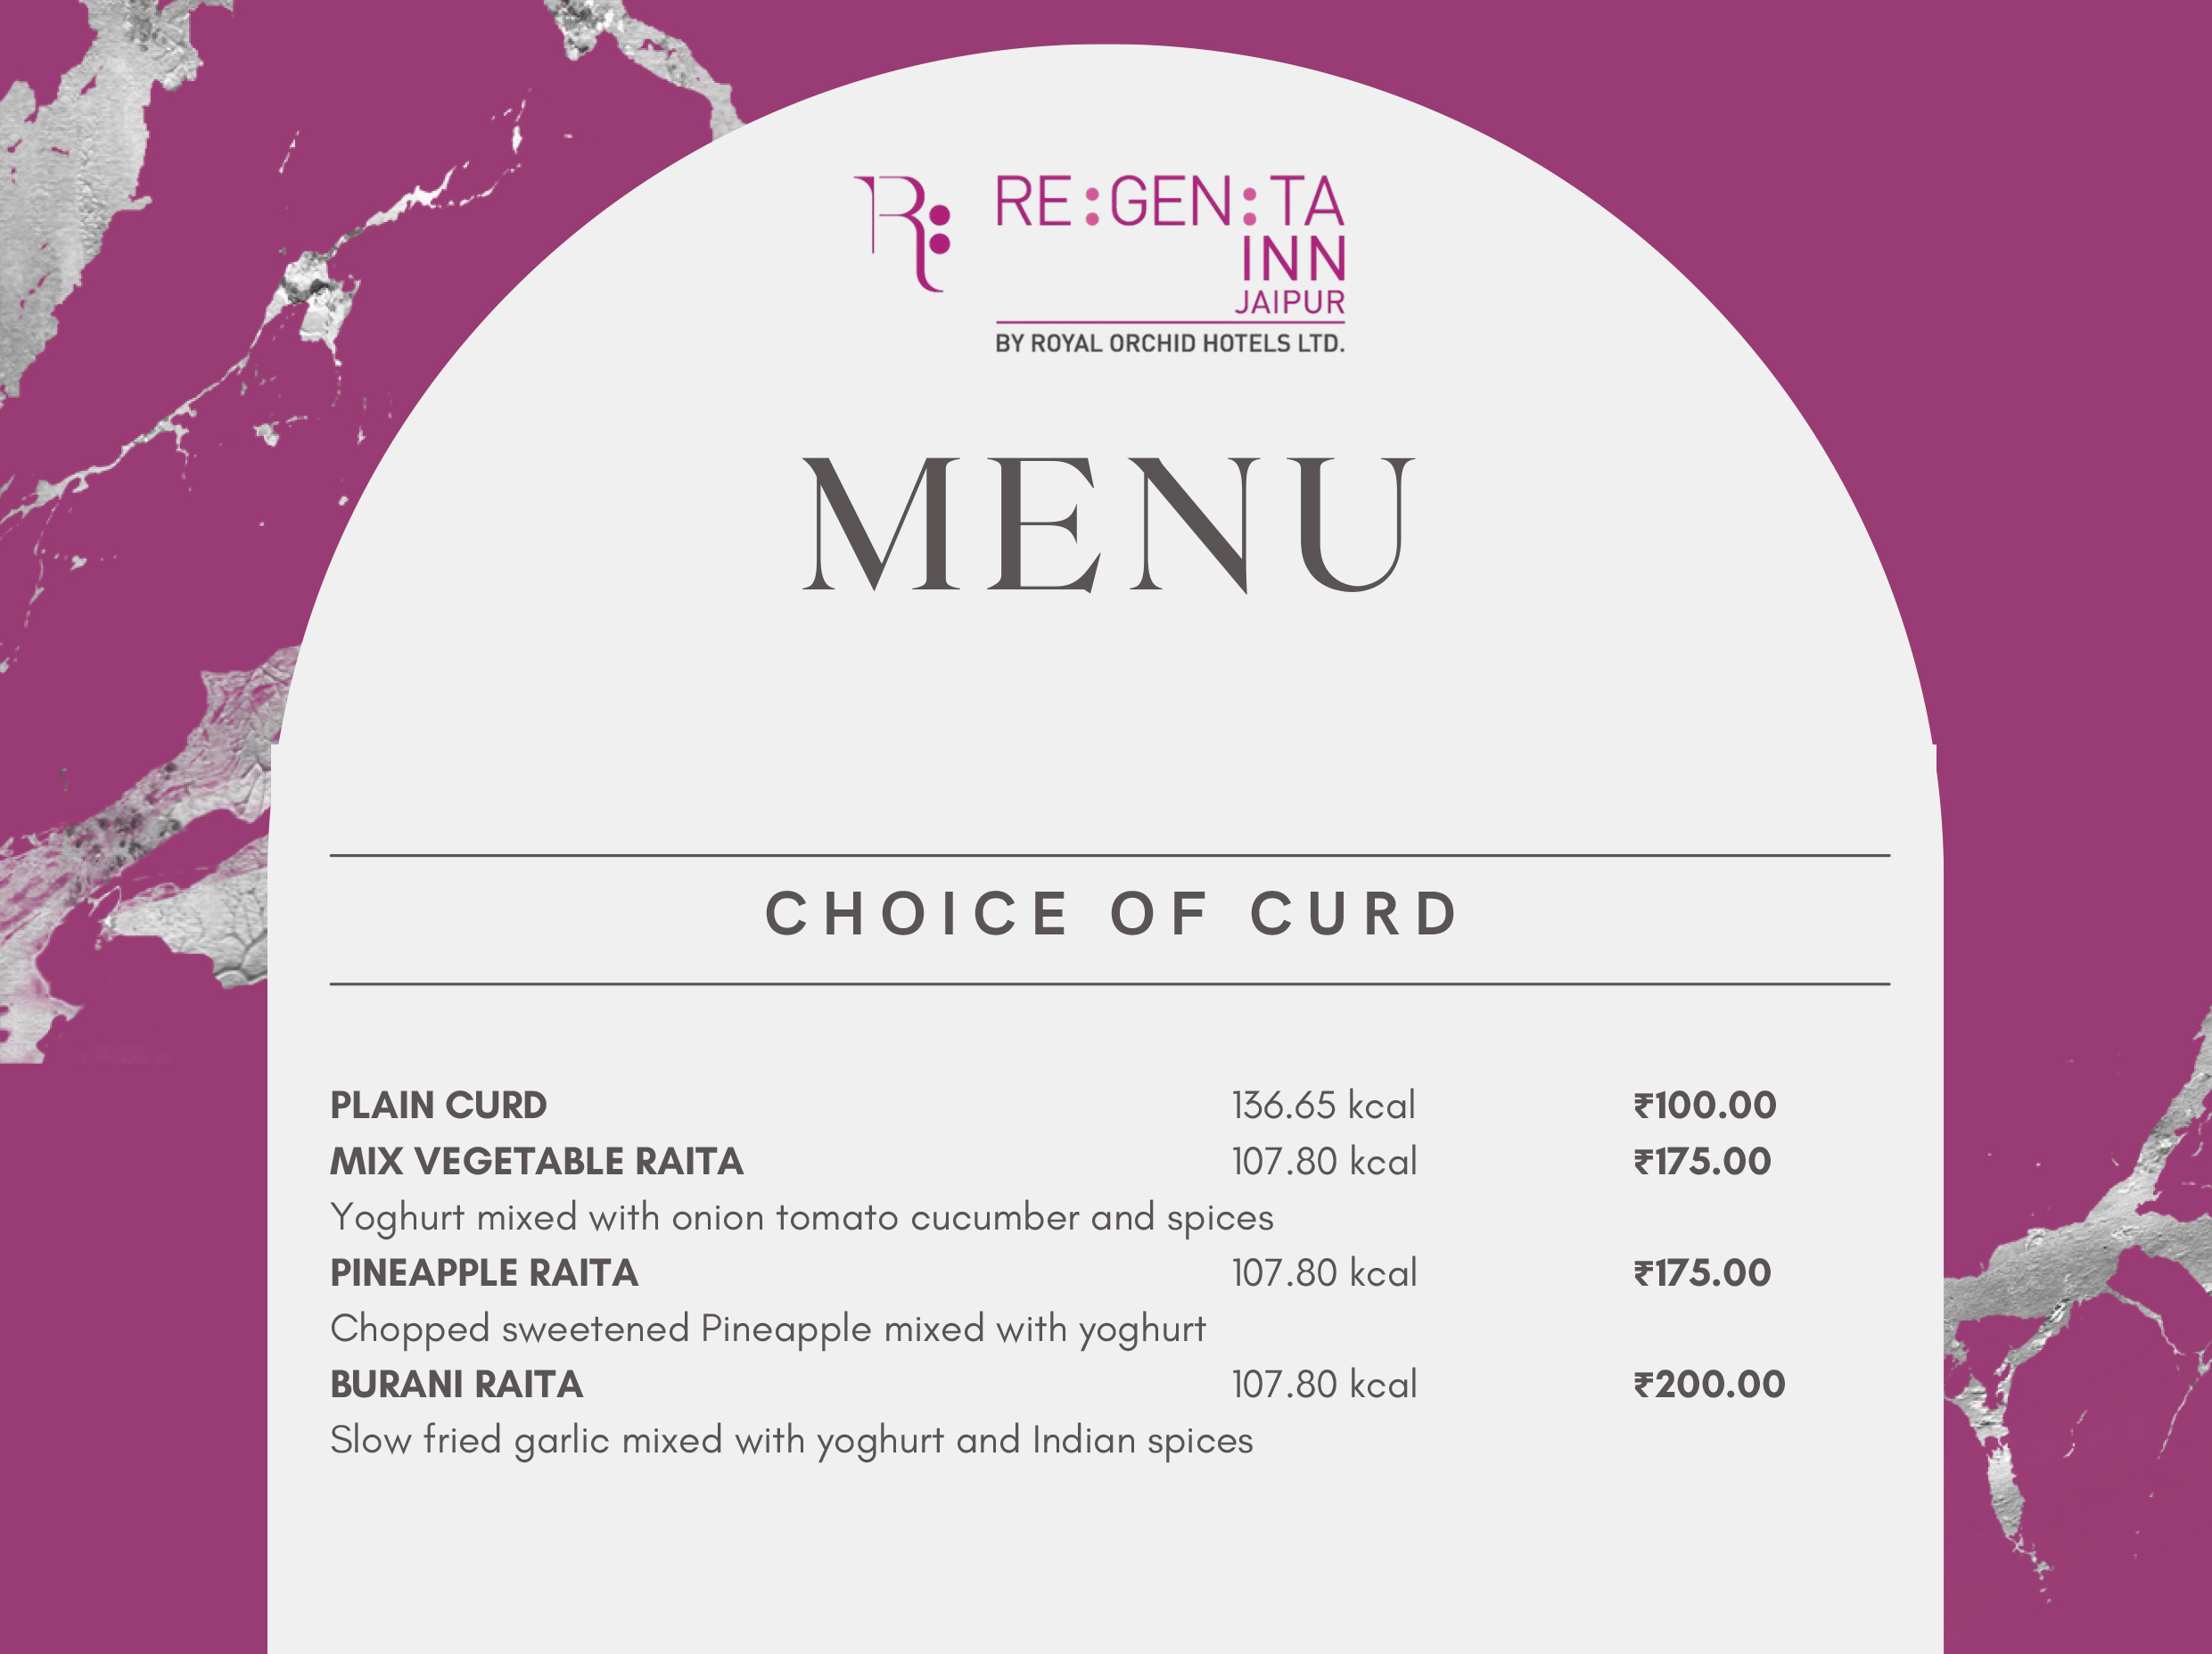 R:
RE:GEN:TA
INN
JAIPUR
BY ROYAL ORCHID HOTELS LTD.
MENU
CHOICE OF CURD
PLAIN CURD 136.65 kcal ₹100.00
MIX VEGETABLE RAITA 107.80 kcal ₹175.00
Yoghurt mixed with onion tomato cucumber and spices
PINEAPPLE RAITA 107.80 kcal ₹175.00
Chopped sweetened Pineapple mixed with yoghurt
BURANI RAITA 107.80 kcal ₹200.00
Slow fried garlic mixed with yoghurt and Indian spices